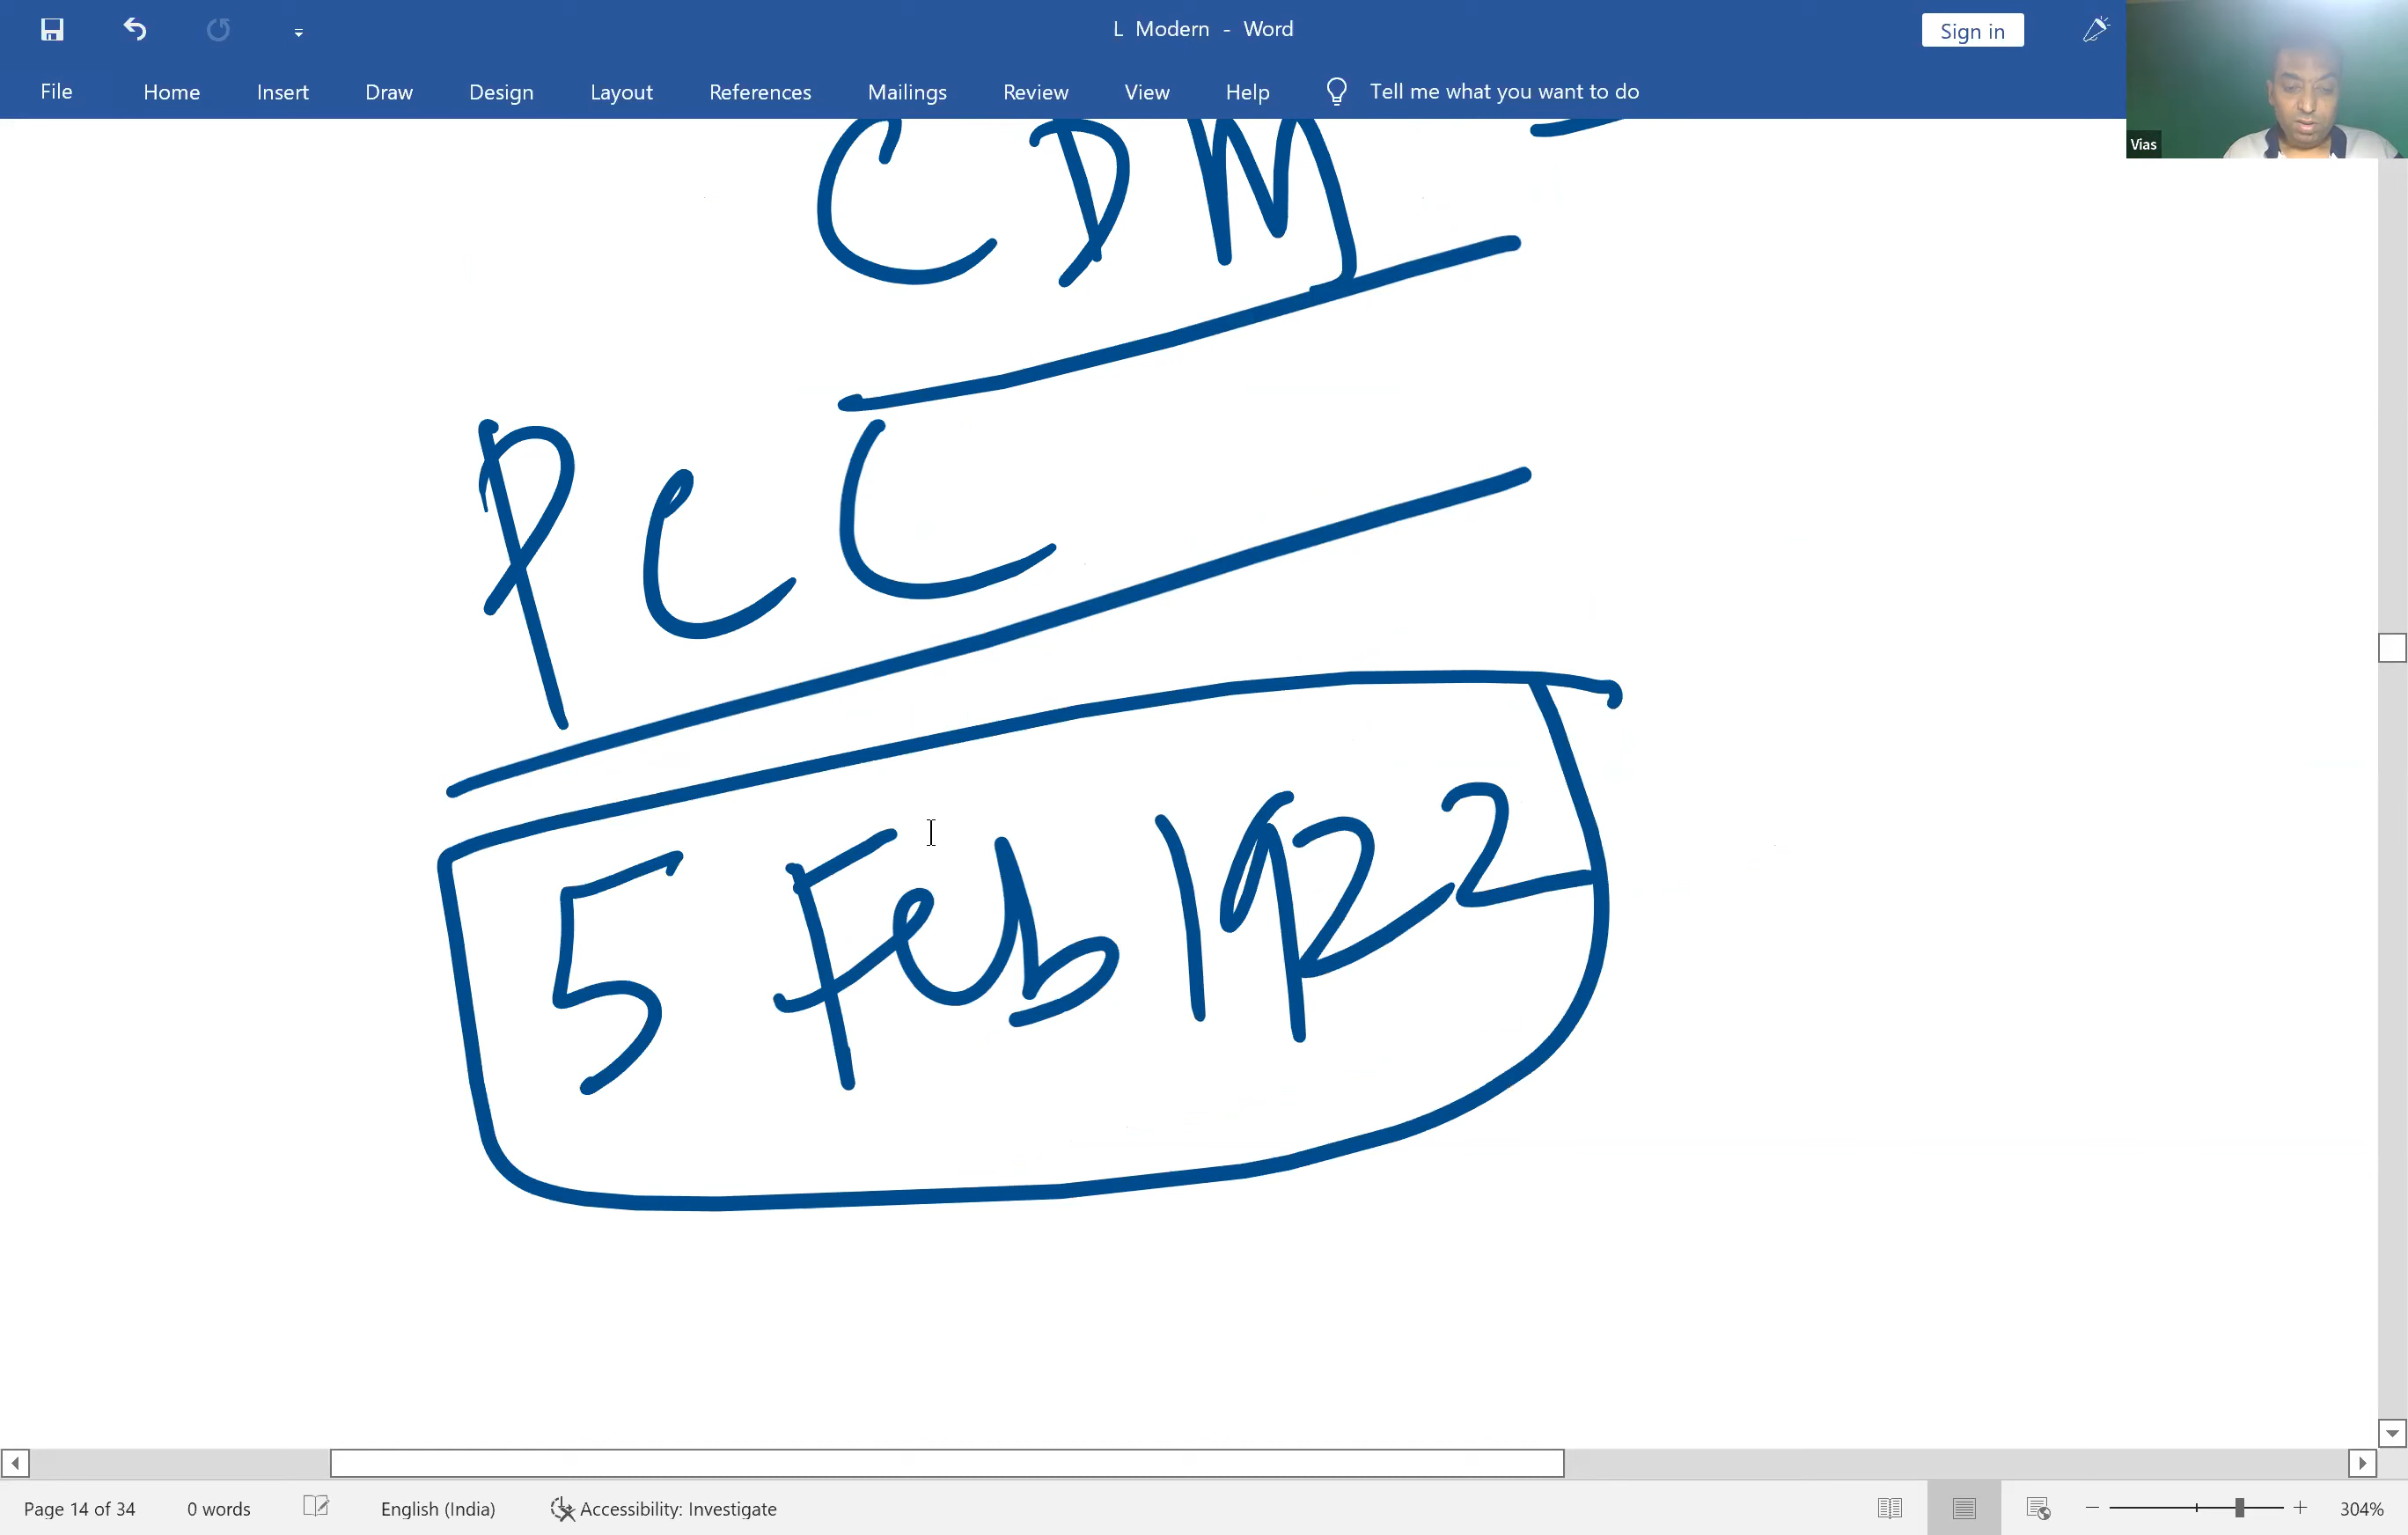 L Modern - Word
Sign in
File Home Insert Draw Design Layout References Mailings Review View Help Tell me what you want to do
Vias
CDM
PCC
5 Feb 1922
Page 14 of 34 0 words English (India) Accessibility: Investigate 304%